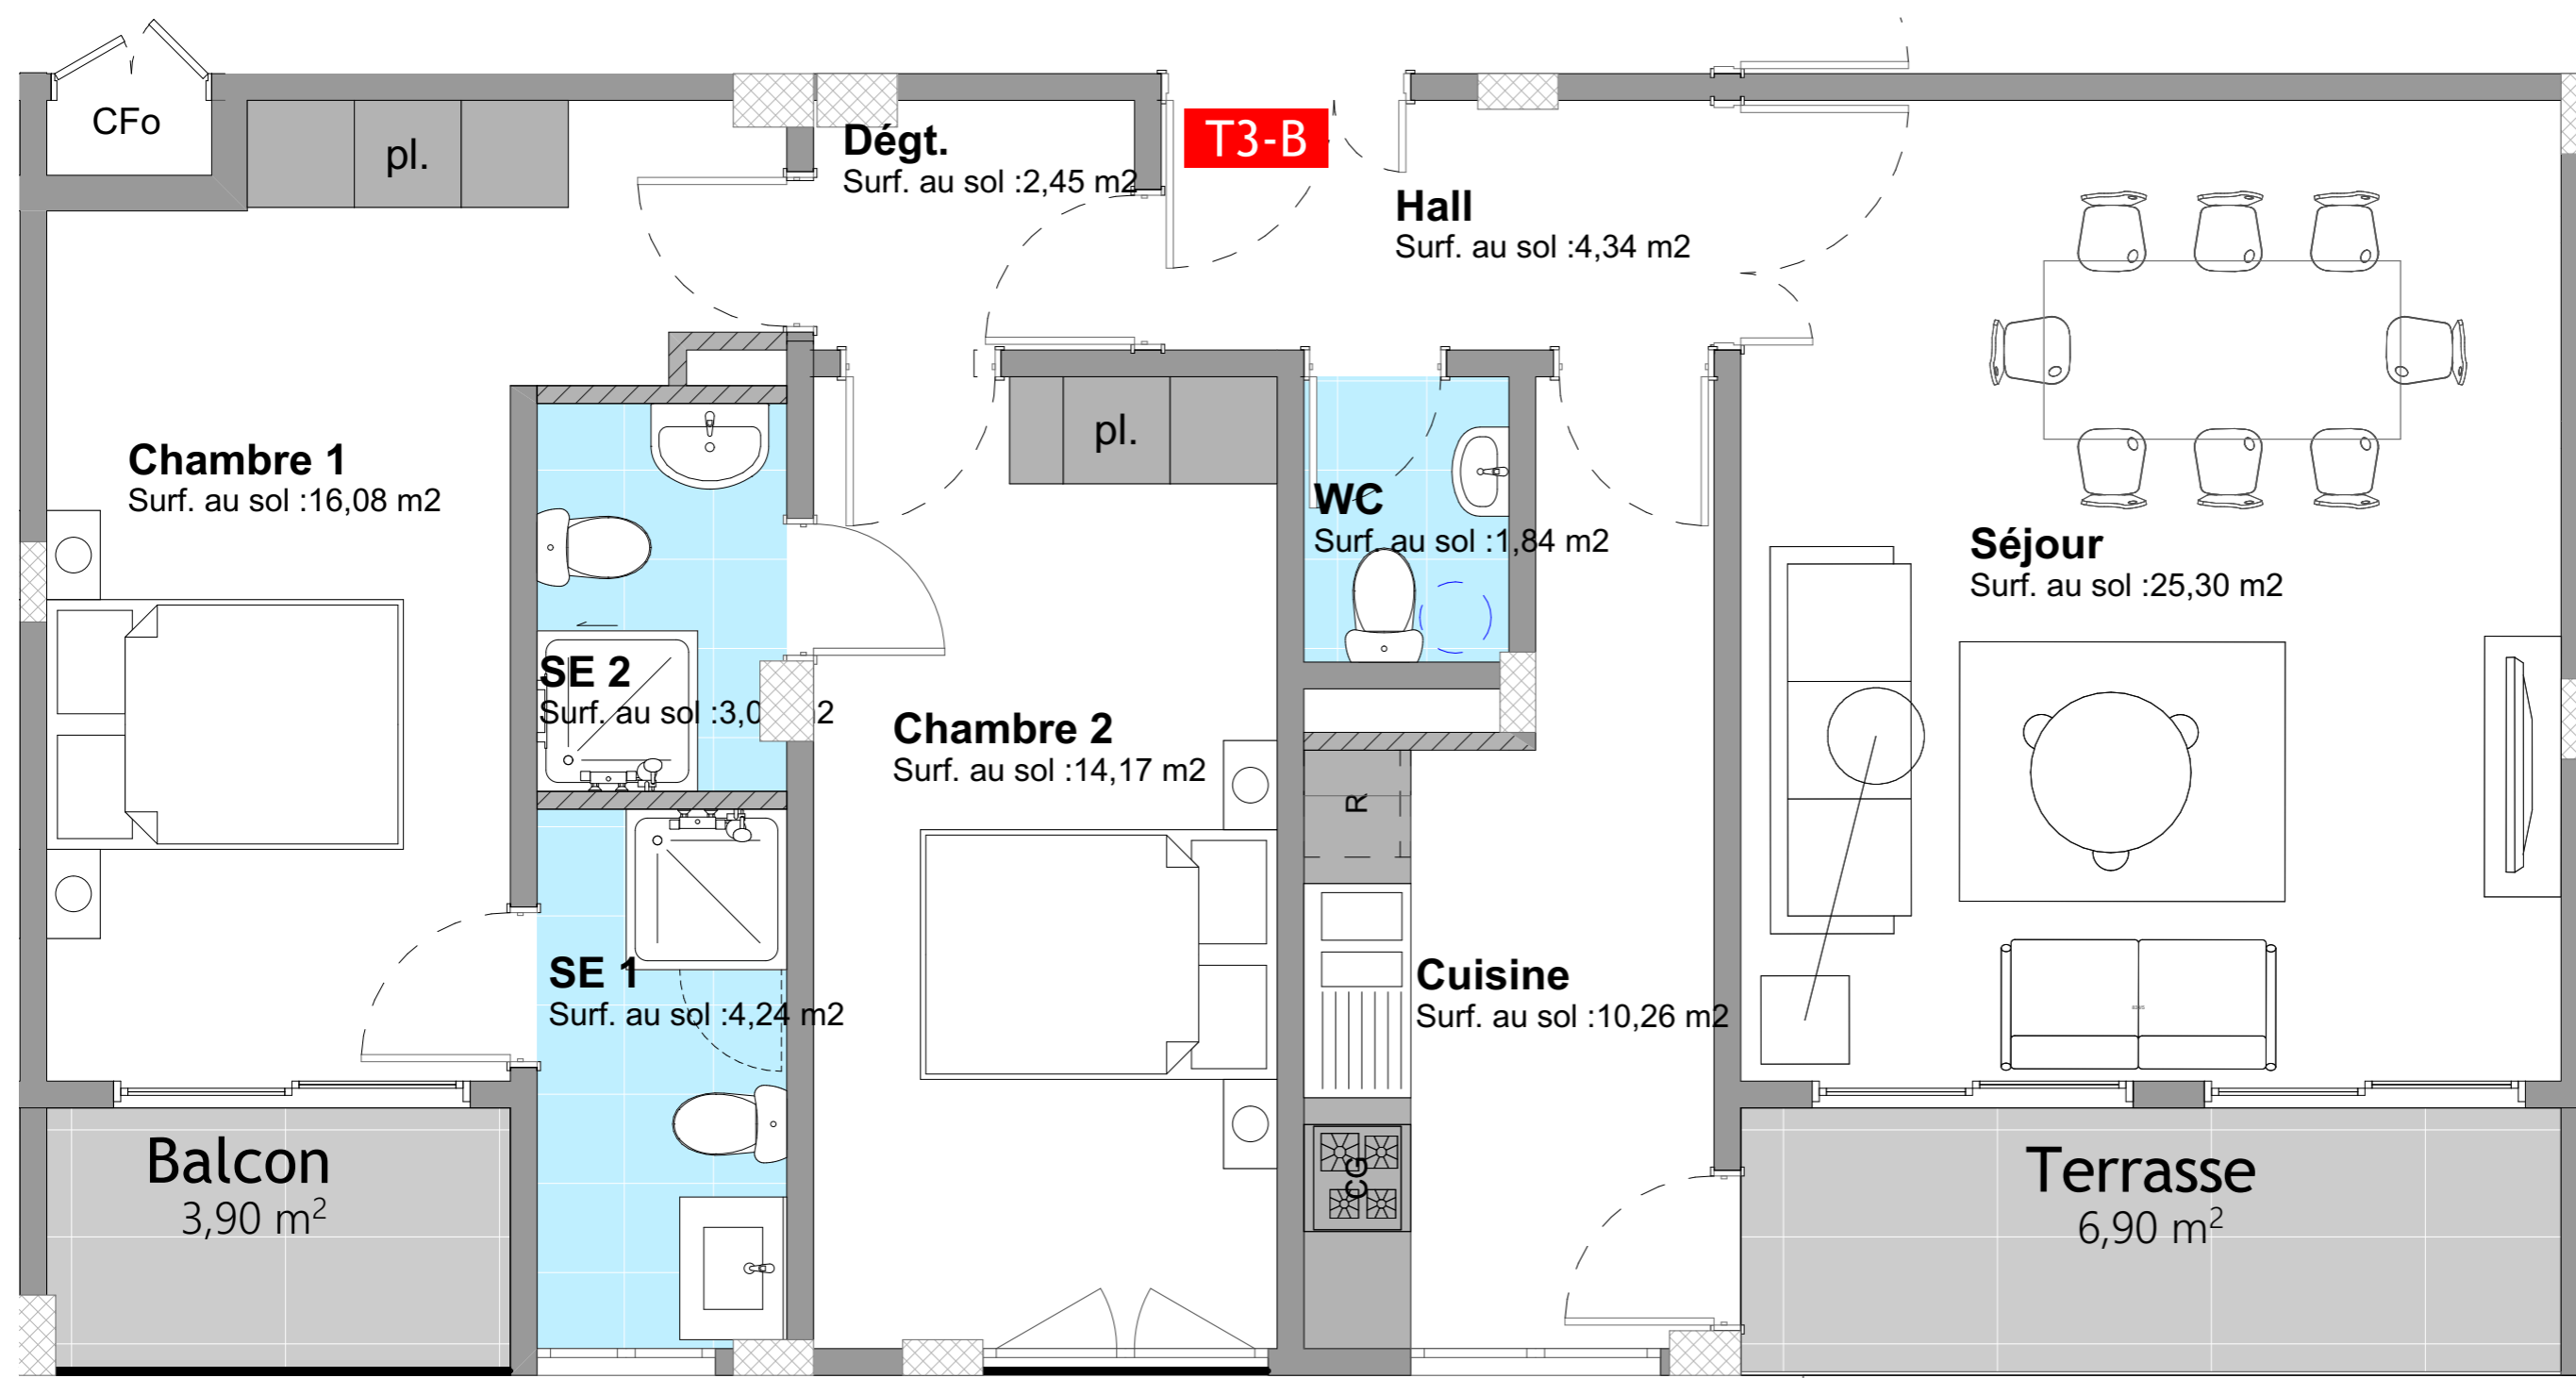 CFo
pl.
Dégt.
Surf. au sol :2,45 m2
T3-B
Hall
Surf. au sol :4,34 m2
Chambre 1
Surf. au sol :16,08 m2
pl.
WC
Surf. au sol :1,84 m2
Séjour
Surf. au sol :25,30 m2
SE 2
Surf. au sol
Chambre 2
Surf. au sol :14,17 m2
R
SE 1
Surf. au sol :4,24 m2
Cuisine
Surf. au sol :10,26 m2
CG
Balcon
3,90 m²
Terrasse
6,90 m²